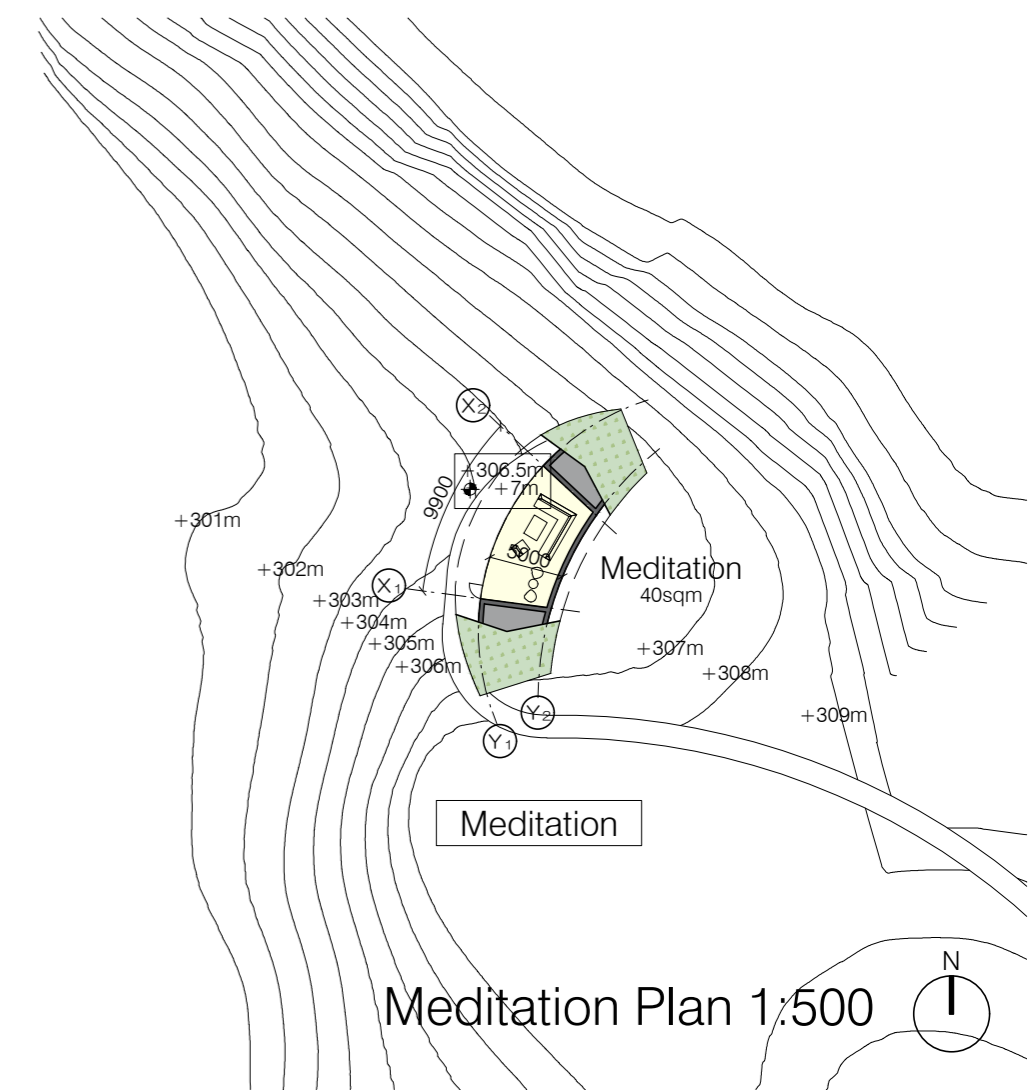 X2
+306.5m
+7m
9900
+301m
Meditation
+302m
X1
40sqm
+303m
+304m
+305m
+307m
+306m
+308m
Y2
+309m
Y1
Meditation
N
Meditation Plan 1:500